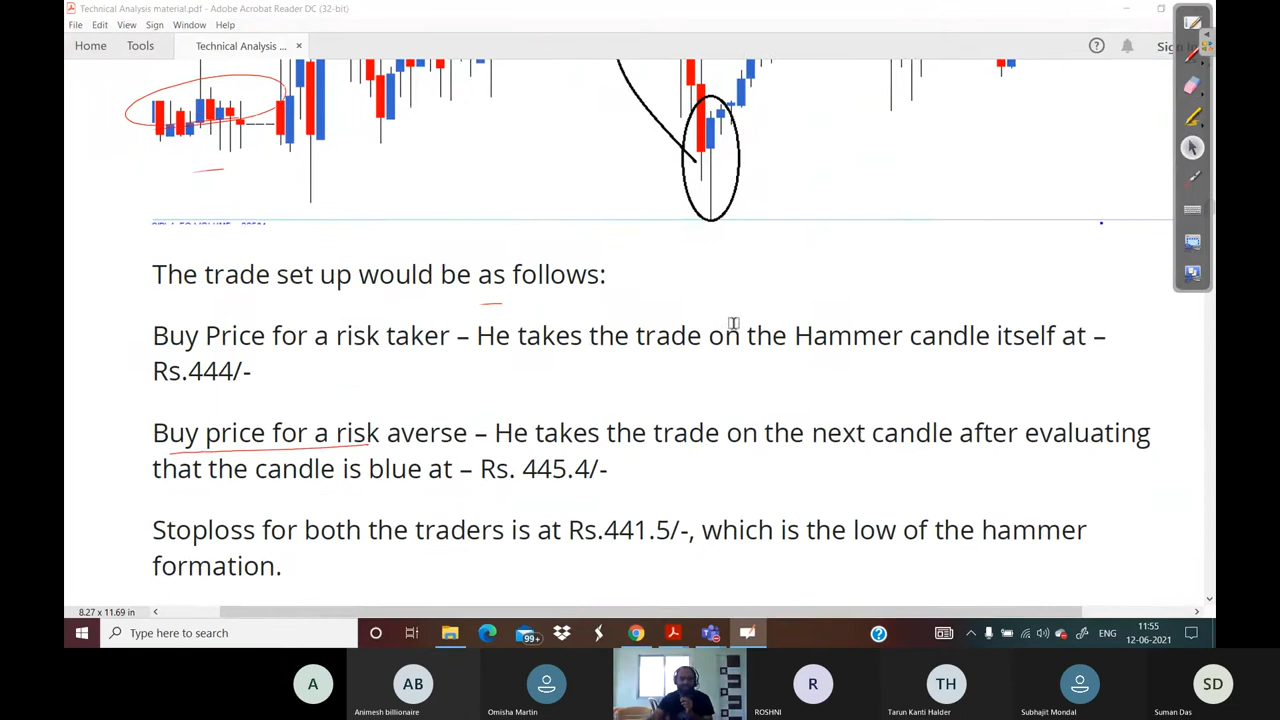 Technical Analysis material.pdf - Adobe Acrobat Reader DC (32-bit)
File Edit View Sign Window Help
Home Tools Technical Analysis ... × Sign
The trade set up would be as follows:
Buy Price for a risk taker – He takes the trade on the Hammer candle itself at –
Rs.444/-
Buy price for a risk averse – He takes the trade on the next candle after evaluating
that the candle is blue at – Rs. 445.4/-
Stoploss for both the traders is at Rs.441.5/-, which is the low of the hammer
formation.
8.27 x 11.69 in
Type here to search 99+ ENG 11:55
12-06-2021
A AB R TH SD
Animesh billionaire Omisha Martin ROSHNI Tarun Kanti Halder Subhajit Mondal Suman Das